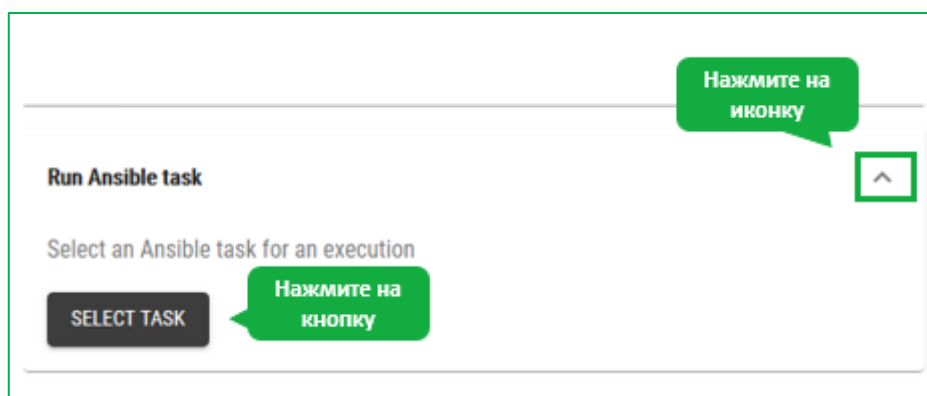 Нажмите на
иконку
Run Ansible task
Select an Ansible task for an execution
Нажмите на
кнопку
SELECT TASK